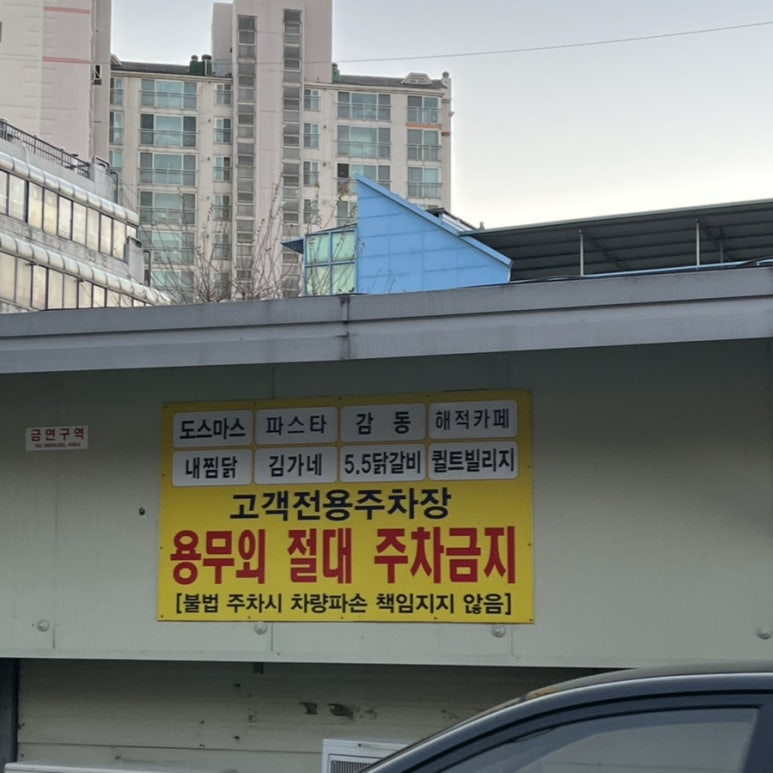 금연구역
NO SMOKING AREA
도스마스 파스타 감동 해적카페
내찜닭 김가네 5.5닭갈비 퀼트빌리지
고객전용주차장
용무외 절대 주차금지
[불법 주차시 차량파손 책임지지 않음]